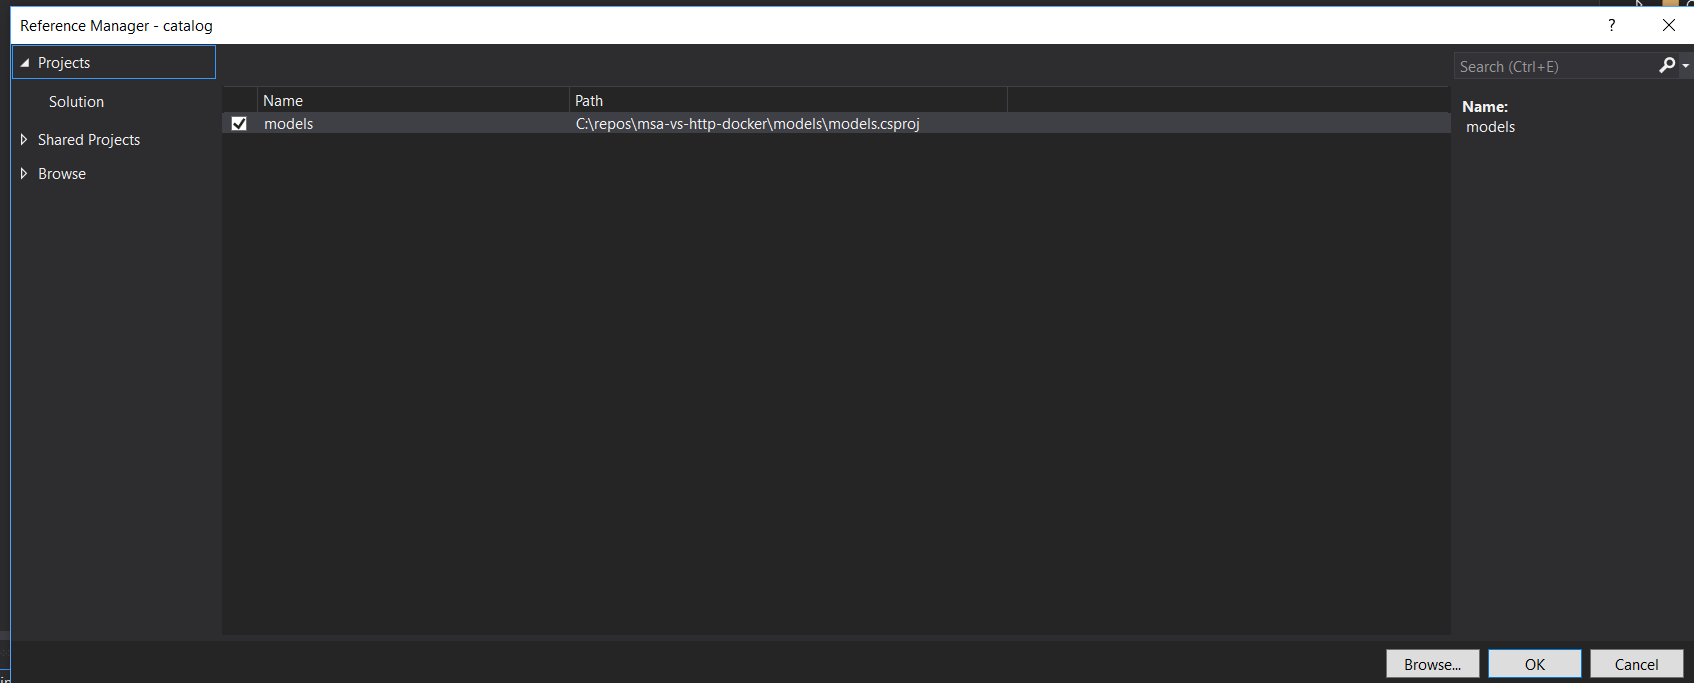 Reference Manager - catalog
?
Projects
Search (Ctrl+E)
Solution
Name Path
Name:
models C:\repos\msa-vs-http-docker\models\models.csproj
models
Shared Projects
Browse
Browse... OK Cancel